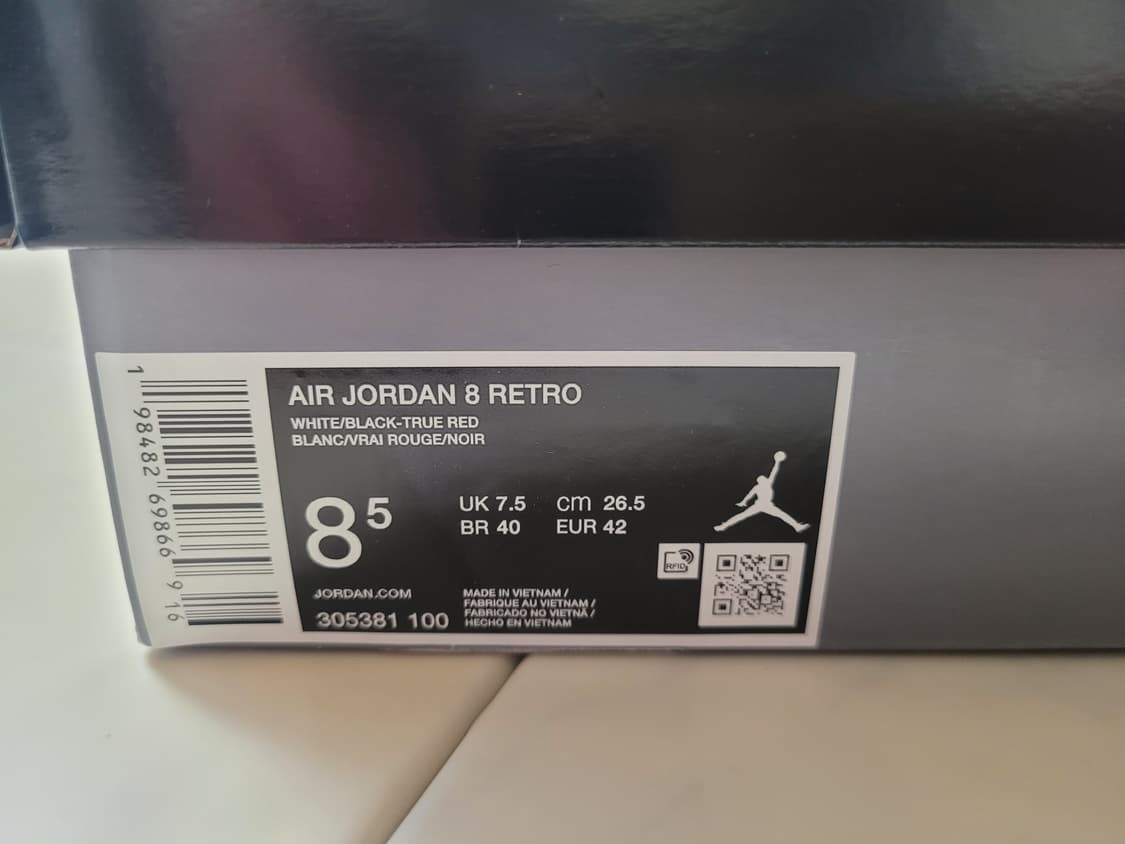 1 98482 69866 9 16
AIR JORDAN 8 RETRO
WHITE/BLACK-TRUE RED
BLANC/VRAI ROUGE/NOIR
8 5
UK 7.5 cm 26.5
BR 40 EUR 42
RFID
JORDAN.COM
305381 100
MADE IN VIETNAM /
FABRIQUE AU VIETNAM /
FABRICADO NO VIETNÃ /
HECHO EN VIETNAM